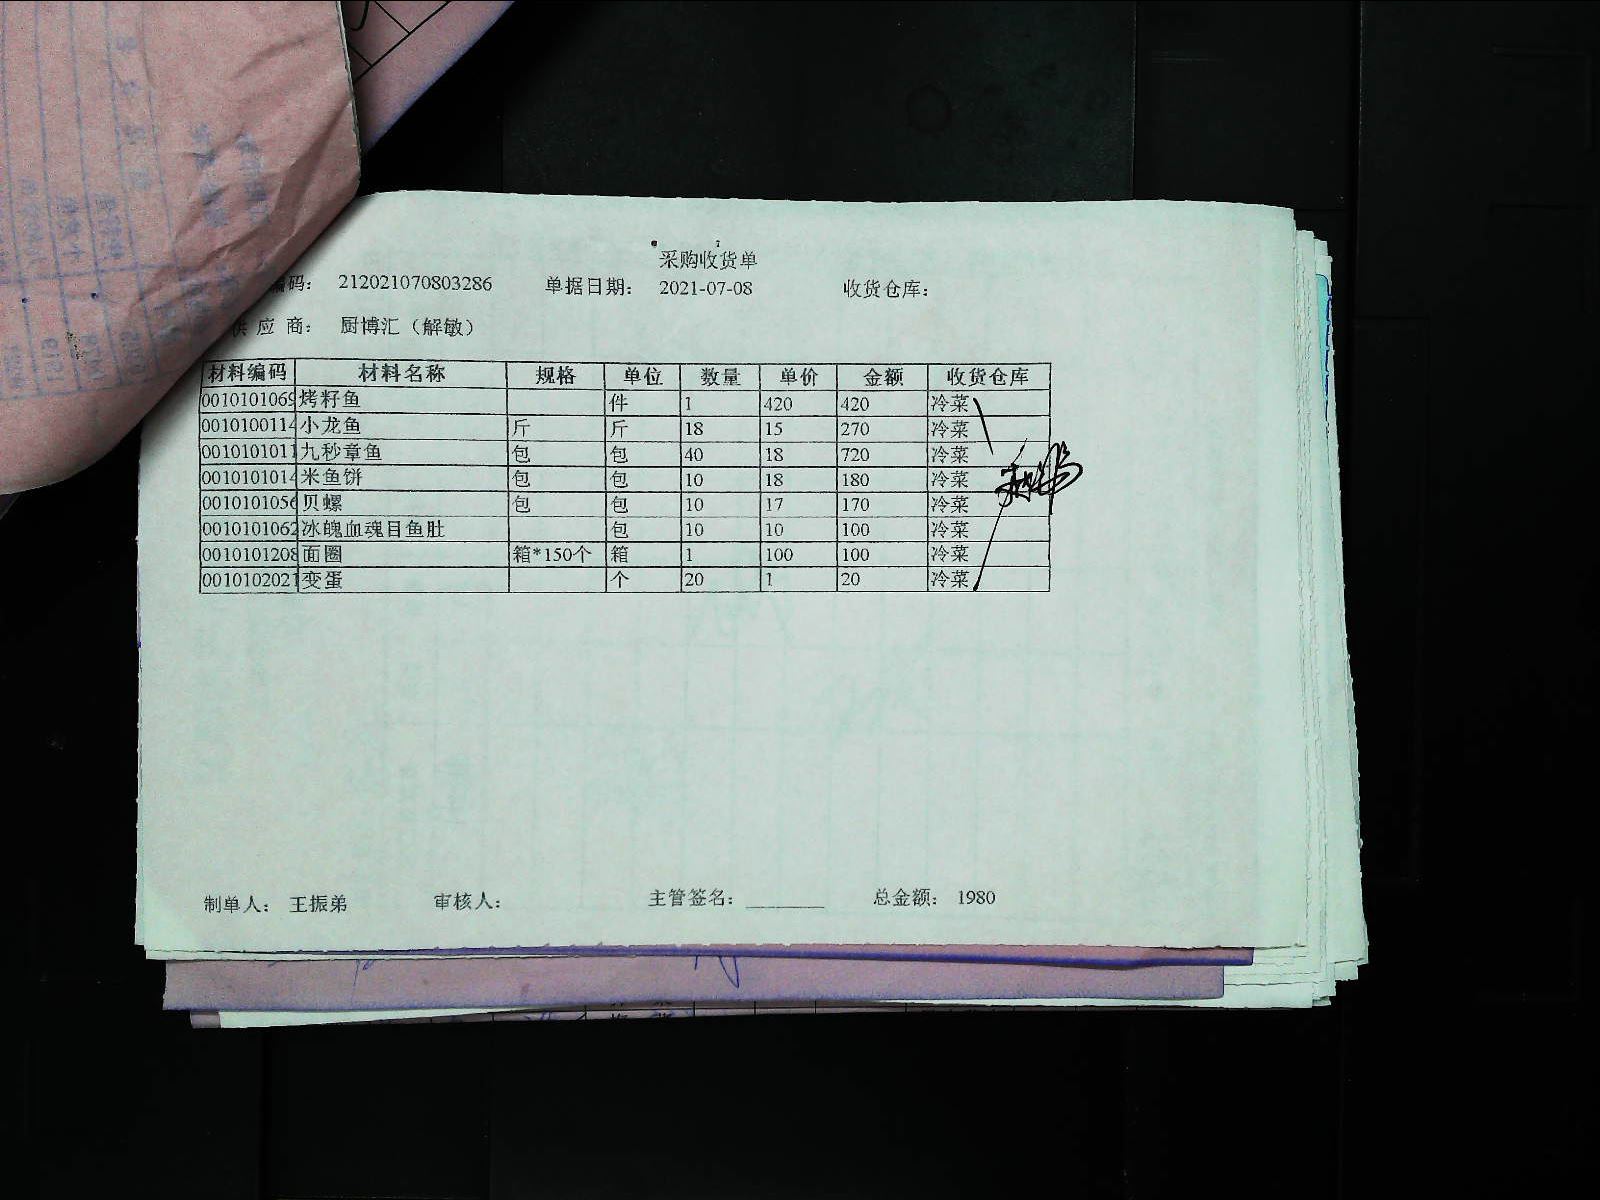 采购收货单
编码： 212021070803286 单据日期： 2021-07-08 收货仓库：
供 应 商： 厨博汇（解敏）
材料编码 材料名称 规格 单位 数量 单价 金额 收货仓库
0010101069 烤籽鱼 件 1 420 420 冷菜
0010100114 小龙鱼 斤 斤 18 15 270 冷菜
0010101011 九秒章鱼 包 包 40 18 720 冷菜
0010101014 米鱼饼 包 包 10 18 180 冷菜
0010101056 贝螺 包 包 10 17 170 冷菜
0010101062 冰魄血魂目鱼肚 包 10 10 100 冷菜
0010101208 面圈 箱*150个 箱 1 100 100 冷菜
0010102021 变蛋 个 20 1 20 冷菜
制单人： 王振弟 审核人： 主管签名： 总金额： 1980